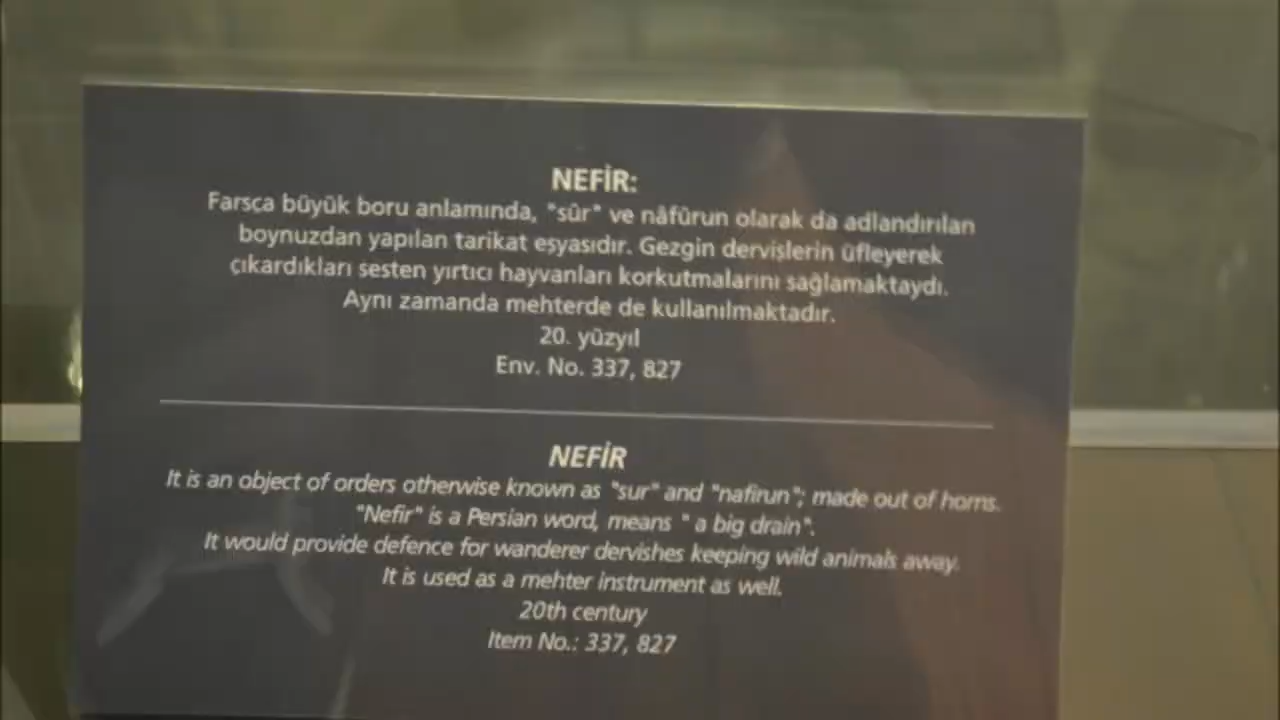 NEFİR:
Farsca büyük boru anlamında, "sûr" ve nâfûrun olarak da adlandırılan
boynuzdan yapılan tarikat esyasıdır. Gezgin dervislerin üfleyerek
çıkardıkları sesten yırtıcı hayvanları korkutmalarını sağlamaktaydı.
Aynı zamanda mehterde de kullanılmaktadır.
20. yüzyıl
Env. No. 337, 827
NEFİR
It is an object of orders otherwise known as "sur" and "nafirun"; made out of horns.
"Nefir" is a Persian word, means " a big drain".
It would provide defence for wanderer dervishes keeping wild animals away.
It is used as a mehter instrument as well.
20th century
Item No.: 337, 827